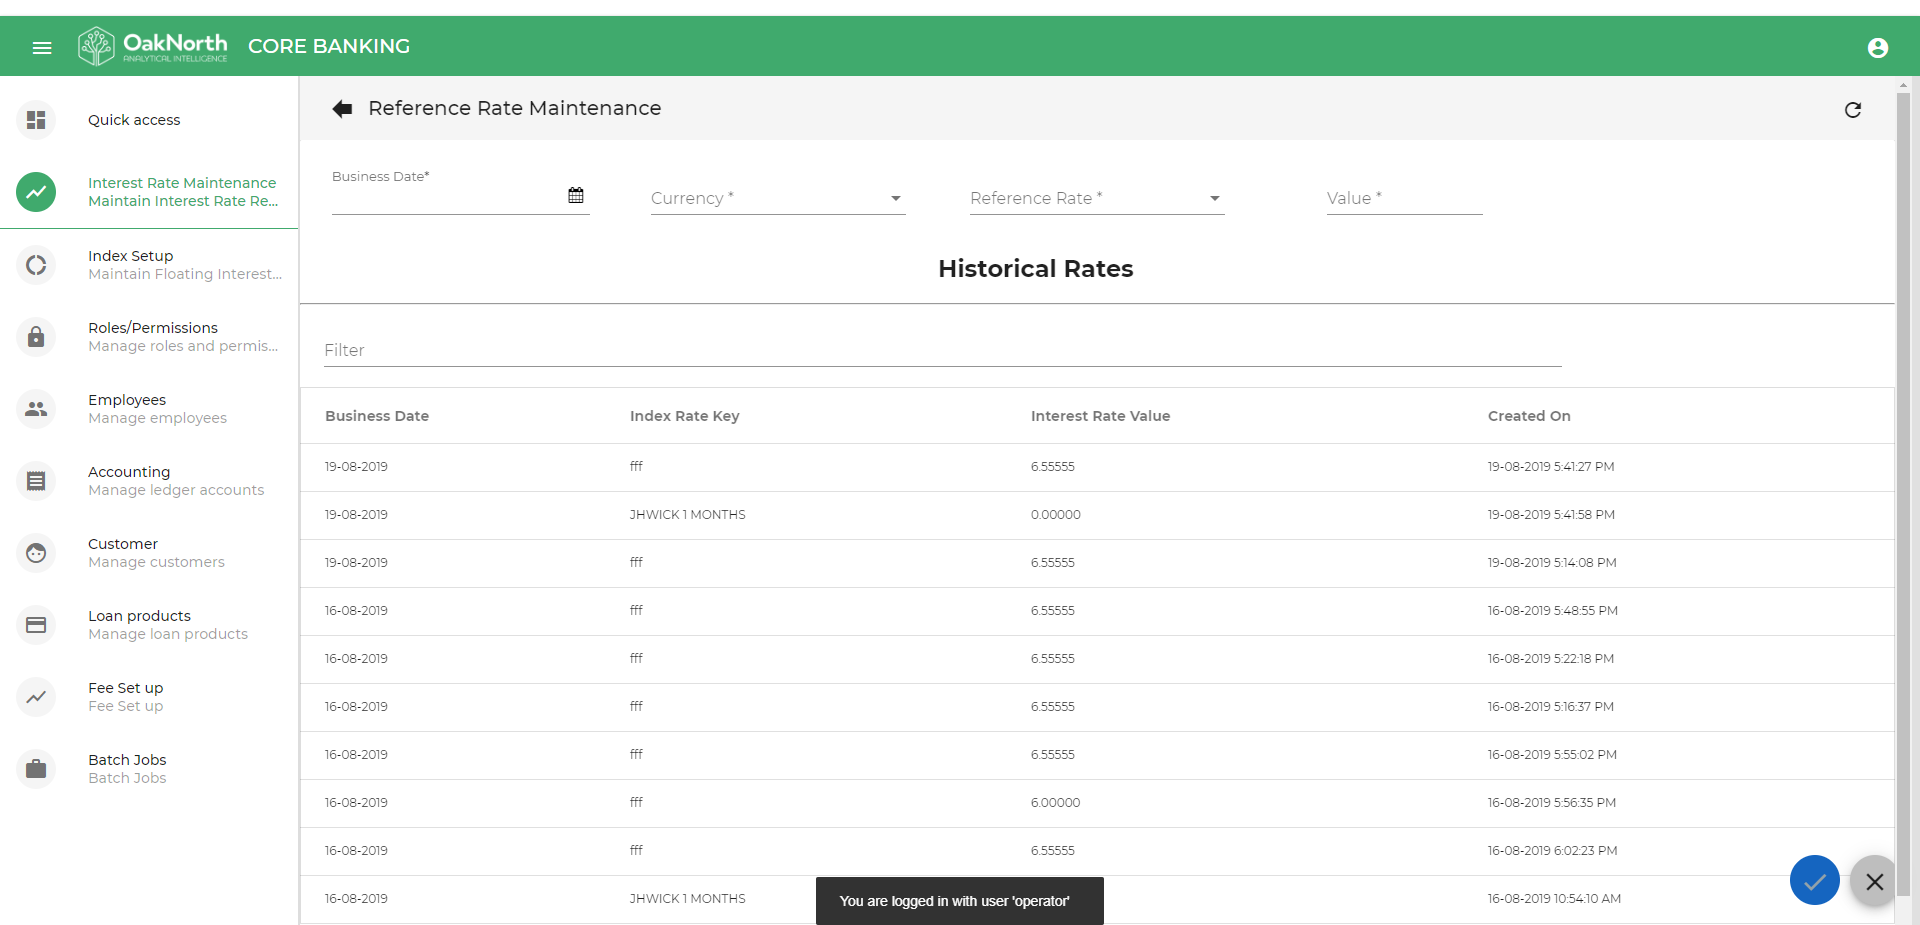 OakNorth
ANALYTICAL INTELLIGENCE
CORE BANKING
Quick access
Interest Rate Maintenance
Maintain Interest Rate Re...
Index Setup
Maintain Floating Interest...
Roles/Permissions
Manage roles and permis...
Employees
Manage employees
Accounting
Manage ledger accounts
Customer
Manage customers
Loan products
Manage loan products
Fee Set up
Fee Set up
Batch Jobs
Batch Jobs
Reference Rate Maintenance
Business Date*
Currency *
Reference Rate *
Value *
Historical Rates
Filter
Business Date Index Rate Key Interest Rate Value Created On
19-08-2019 fff 6.55555 19-08-2019 5:41:27 PM
19-08-2019 JHWICK 1 MONTHS 0.00000 19-08-2019 5:41:58 PM
19-08-2019 fff 6.55555 19-08-2019 5:14:08 PM
16-08-2019 fff 6.55555 16-08-2019 5:48:55 PM
16-08-2019 fff 6.55555 16-08-2019 5:22:18 PM
16-08-2019 fff 6.55555 16-08-2019 5:16:37 PM
16-08-2019 fff 6.55555 16-08-2019 5:55:02 PM
16-08-2019 fff 6.00000 16-08-2019 5:56:35 PM
16-08-2019 fff 6.55555 16-08-2019 6:02:23 PM
16-08-2019 JHWICK 1 MONTHS 16-08-2019 10:54:10 AM
You are logged in with user 'operator'